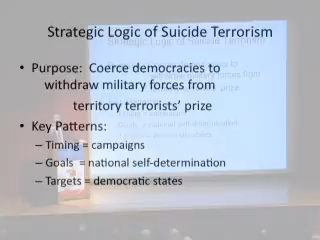 Strategic Logic of Suicide Terrorism
• Purpose: Coerce democracies to
withdraw military forces from
territory terrorists' prize
• Key Patterns:
– Timing = campaigns
– Goals = national self-determination
– Targets = democratic states